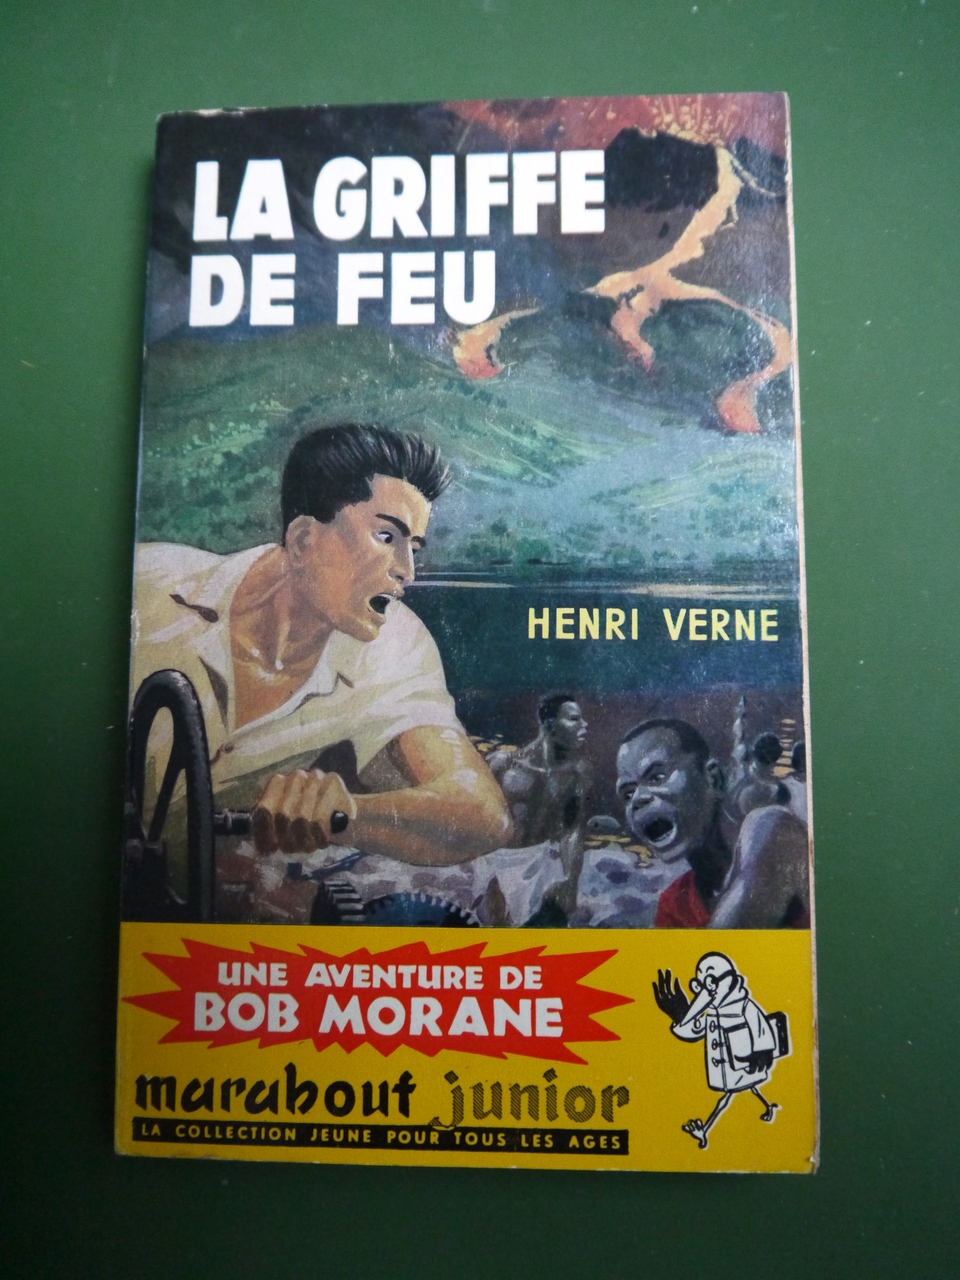 LA GRIFFE
DE FEU
HENRI VERNE
UNE AVENTURE DE
BOB MORANE
marabout junior
LA COLLECTION JEUNE POUR TOUS LES AGES